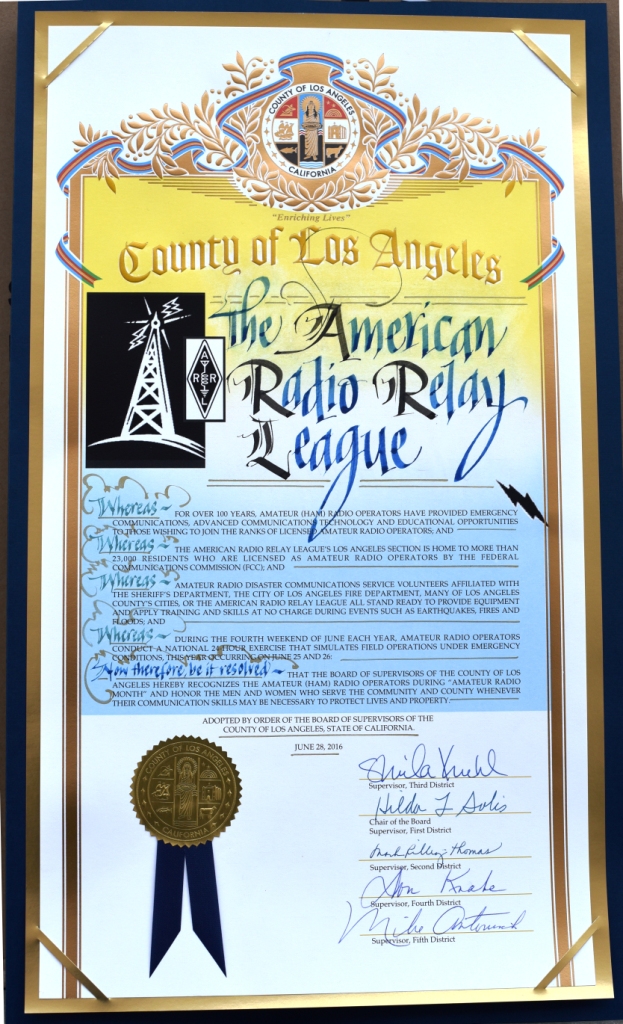 COUNTY OF LOS ANGELES
CALIFORNIA
"Enriching Lives"
County of Los Angeles
The American
Radio Relay
League
A
R R
L
Whereas~ FOR OVER 100 YEARS, AMATEUR (HAM) RADIO OPERATORS HAVE PROVIDED EMERGENCY
COMMUNICATIONS, ADVANCED COMMUNICATION TECHNOLOGY AND EDUCATIONAL OPPORTUNITIES
TO THOSE WISHING TO JOIN THE RANKS OF LICENSED AMATEUR RADIO OPERATORS; AND
Whereas~ THE AMERICAN RADIO RELAY LEAGUE'S LOS ANGELES SECTION IS HOME TO MORE THAN
23,000 RESIDENTS WHO ARE LICENSED AS AMATEUR RADIO OPERATORS BY THE FEDERAL
COMMUNICATIONS COMMISSION (FCC); AND
Whereas~ AMATEUR RADIO DISASTER COMMUNICATIONS SERVICE VOLUNTEERS AFFILIATED WITH
THE SHERIFF'S DEPARTMENT, THE CITY OF LOS ANGELES FIRE DEPARTMENT, MANY OF LOS ANGELES
COUNTY'S CITIES, OR THE AMERICAN RADIO RELAY LEAGUE ALL STAND READY TO PROVIDE EQUIPMENT
AND APPLY TRAINING AND SKILLS AT NO CHARGE DURING EVENTS SUCH AS EARTHQUAKES, FIRES AND
FLOODS; AND
Whereas~ DURING THE FOURTH WEEKEND OF JUNE EACH YEAR, AMATEUR RADIO OPERATORS
CONDUCT A NATIONAL 24-HOUR EXERCISE THAT SIMULATES FIELD OPERATIONS UNDER EMERGENCY
CONDITIONS, THIS YEAR OCCURRING ON JUNE 25 AND 26:
Now therefore, be it resolved~ THAT THE BOARD OF SUPERVISORS OF THE COUNTY OF LOS
ANGELES HEREBY RECOGNIZES THE AMATEUR (HAM) RADIO OPERATORS DURING "AMATEUR RADIO
MONTH" AND HONOR THE MEN AND WOMEN WHO SERVE THE COMMUNITY AND COUNTY WHENEVER
THEIR COMMUNICATION SKILLS MAY BE NECESSARY TO PROTECT LIVES AND PROPERTY.
ADOPTED BY ORDER OF THE BOARD OF SUPERVISORS OF THE
COUNTY OF LOS ANGELES, STATE OF CALIFORNIA.
JUNE 28, 2016
COUNTY OF LOS ANGELES
CALIFORNIA
Sheila Kuehl
Supervisor, Third District
Hilda L Solis
Chair of the Board
Supervisor, First District
Mark Ridley-Thomas
Supervisor, Second District
Don Knabe
Supervisor, Fourth District
Mike Antonovich
Supervisor, Fifth District